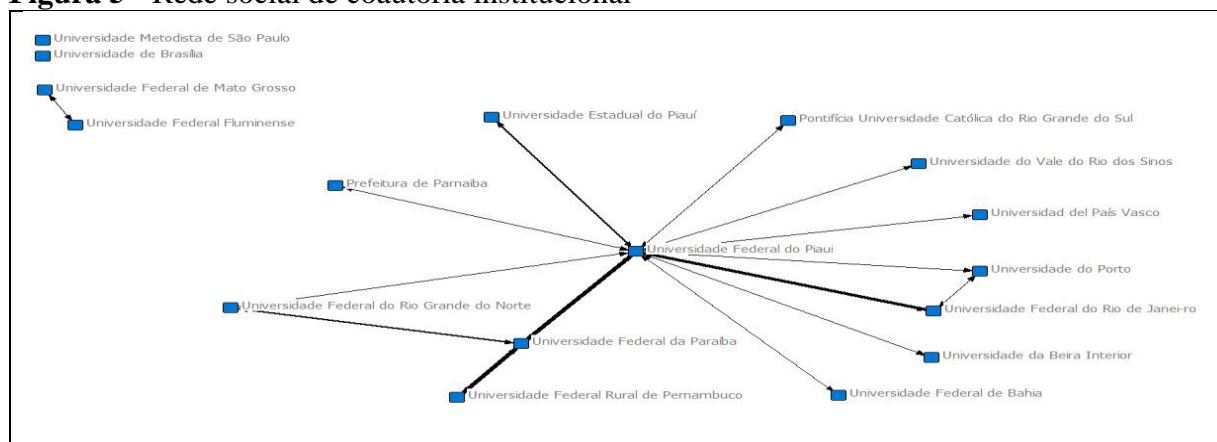 Figura 3 - Rede social de coautoria institucional
Universidade Metodista de São Paulo
Universidade de Brasília
Universidade Federal de Mato Grosso
Universidade Federal Fluminense
Universidade Estadual do Piauí
Pontifícia Universidade Católica do Rio Grande do Sul
Universidade do Vale do Rio dos Sinos
Prefeitura de Parnaiba
Universidad del País Vasco
Universidade Federal do Piaui
Universidade do Porto
Universidade Federal do Rio Grande do Norte
Universidade Federal do Rio de Janei-ro
Universidade Federal da Paraíba
Universidade da Beira Interior
Universidade Federal Rural de Pernambuco
Universidade Federal de Bahia